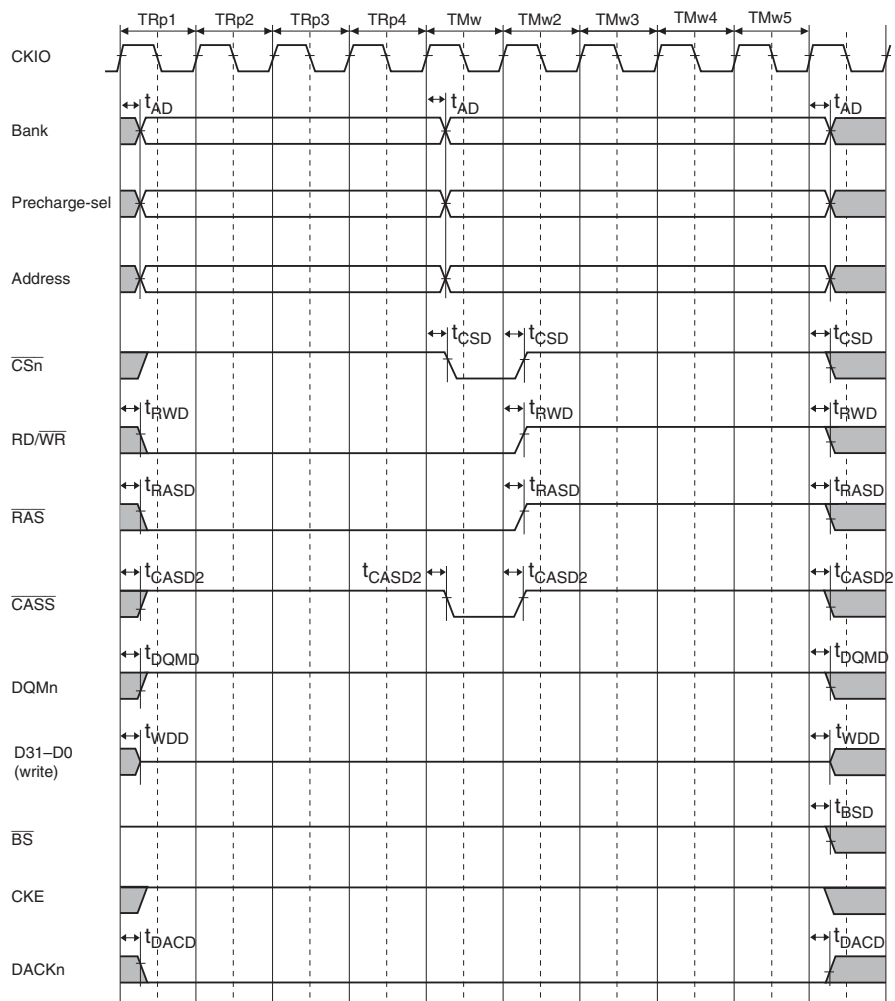 TRp1 TRp2 TRp3 TRp4 TMw TMw2 TMw3 TMw4 TMw5
CKIO
tAD tAD tAD
Bank
Precharge-sel
Address
tCSD tCSD tCSD
CSn
tRWD tRWD tRWD
RD/WR
tRASD tRASD tRASD
RAS
tCASD2 tCASD2 tCASD2 tCASD2
CASS
tDQMD tDQMD
DQMn
tWDD tWDD
D31–D0
(write)
tBSD
BS
CKE
tDACD tDACD
DACKn